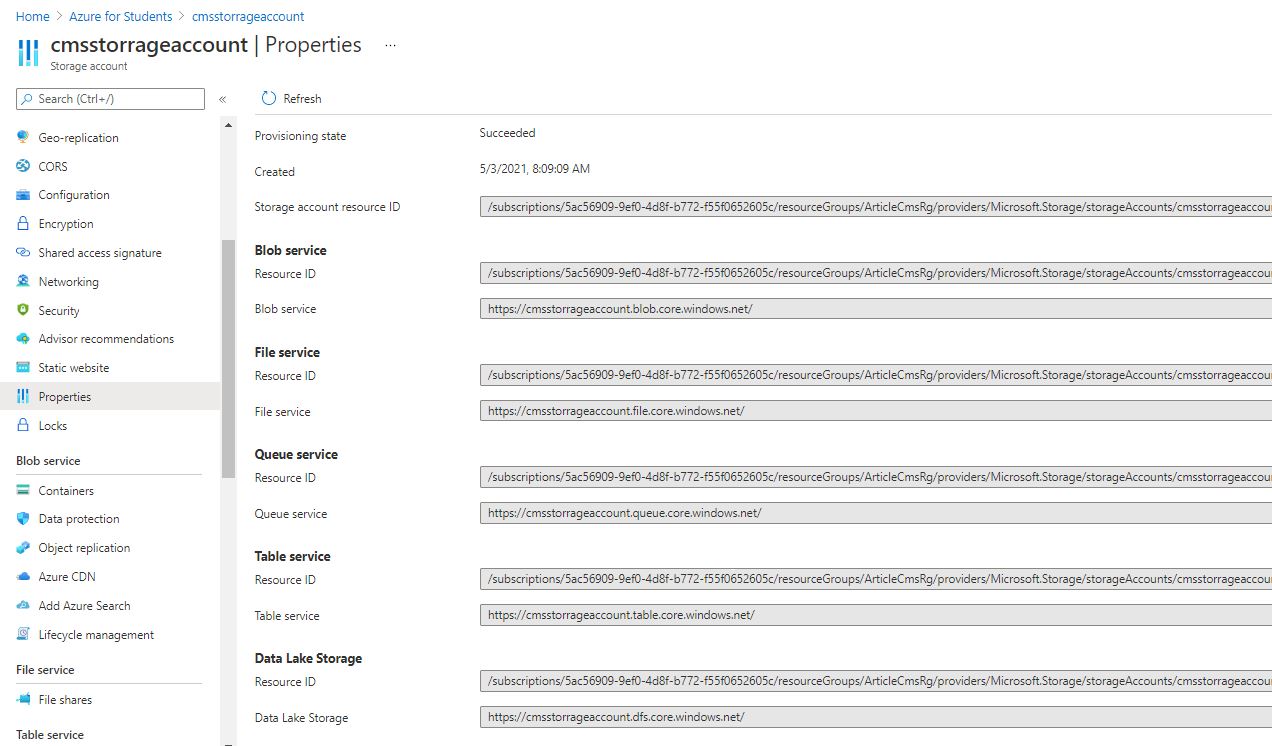 Home > Azure for Students > cmsstorrageaccount
cmsstorrageaccount | Properties ...
Storage account
Search (Ctrl+/)
«
Refresh
Geo-replication
CORS
Configuration
Encryption
Shared access signature
Networking
Security
Advisor recommendations
Static website
Properties
Locks
Blob service
Containers
Data protection
Object replication
Azure CDN
Add Azure Search
Lifecycle management
File service
File shares
Table service
Provisioning state Succeeded
Created 5/3/2021, 8:09:09 AM
Storage account resource ID /subscriptions/5ac56909-9ef0-4d8f-b772-f55f0652605c/resourceGroups/ArticleCmsRg/providers/Microsoft.Storage/storageAccounts/cmsstorrageaccou
Blob service
Resource ID /subscriptions/5ac56909-9ef0-4d8f-b772-f55f0652605c/resourceGroups/ArticleCmsRg/providers/Microsoft.Storage/storageAccounts/cmsstorrageaccou
Blob service https://cmsstorrageaccount.blob.core.windows.net/
File service
Resource ID /subscriptions/5ac56909-9ef0-4d8f-b772-f55f0652605c/resourceGroups/ArticleCmsRg/providers/Microsoft.Storage/storageAccounts/cmsstorrageaccou
File service https://cmsstorrageaccount.file.core.windows.net/
Queue service
Resource ID /subscriptions/5ac56909-9ef0-4d8f-b772-f55f0652605c/resourceGroups/ArticleCmsRg/providers/Microsoft.Storage/storageAccounts/cmsstorrageaccou
Queue service https://cmsstorrageaccount.queue.core.windows.net/
Table service
Resource ID /subscriptions/5ac56909-9ef0-4d8f-b772-f55f0652605c/resourceGroups/ArticleCmsRg/providers/Microsoft.Storage/storageAccounts/cmsstorrageaccou
Table service https://cmsstorrageaccount.table.core.windows.net/
Data Lake Storage
Resource ID /subscriptions/5ac56909-9ef0-4d8f-b772-f55f0652605c/resourceGroups/ArticleCmsRg/providers/Microsoft.Storage/storageAccounts/cmsstorrageaccou
Data Lake Storage https://cmsstorrageaccount.dfs.core.windows.net/